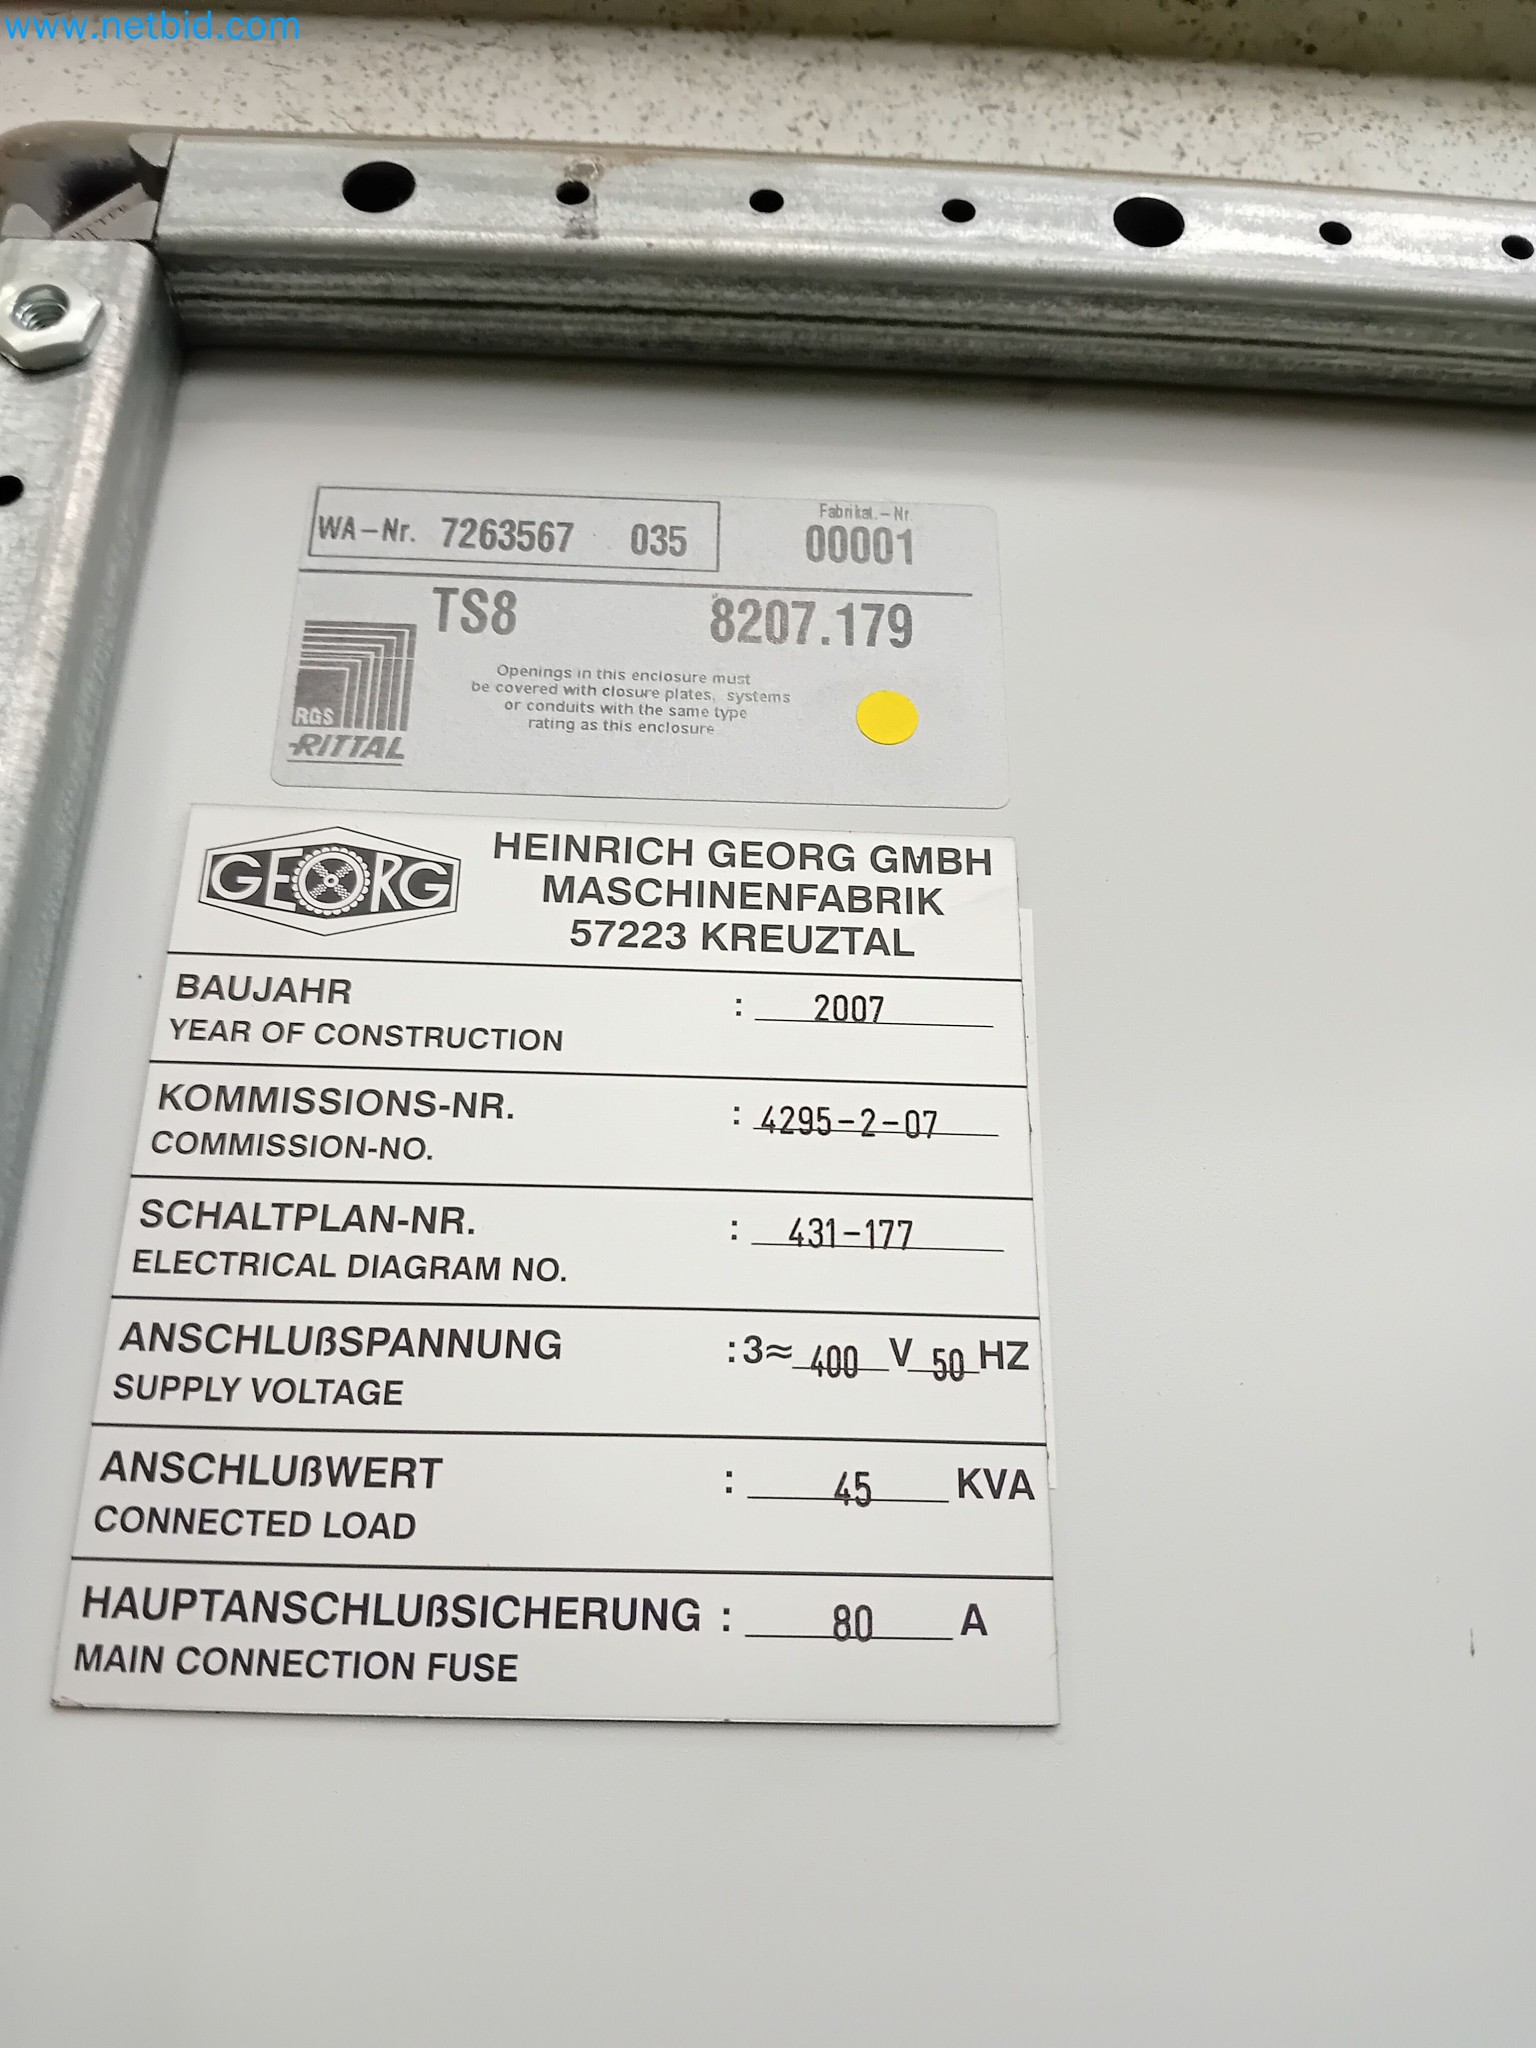 www.netbid.com
WA-Nr. 7263567 035
Fabrikat.-Nr.
00001
TS8 8207.179
Openings in this enclosure must
be covered with closure plates, systems
or conduits with the same type
rating as this enclosure
RGS
RITTAL
GEORG
HEINRICH GEORG GMBH
MASCHINENFABRIK
57223 KREUZTAL
BAUJAHR : 2007
YEAR OF CONSTRUCTION
KOMMISSIONS-NR. : 4295-2-07
COMMISSION-NO.
SCHALTPLAN-NR. : 431-177
ELECTRICAL DIAGRAM NO.
ANSCHLUßSPANNUNG :3≈ 400 V 50 HZ
SUPPLY VOLTAGE
ANSCHLUßWERT : 45 KVA
CONNECTED LOAD
HAUPTANSCHLUßSICHERUNG : 80 A
MAIN CONNECTION FUSE